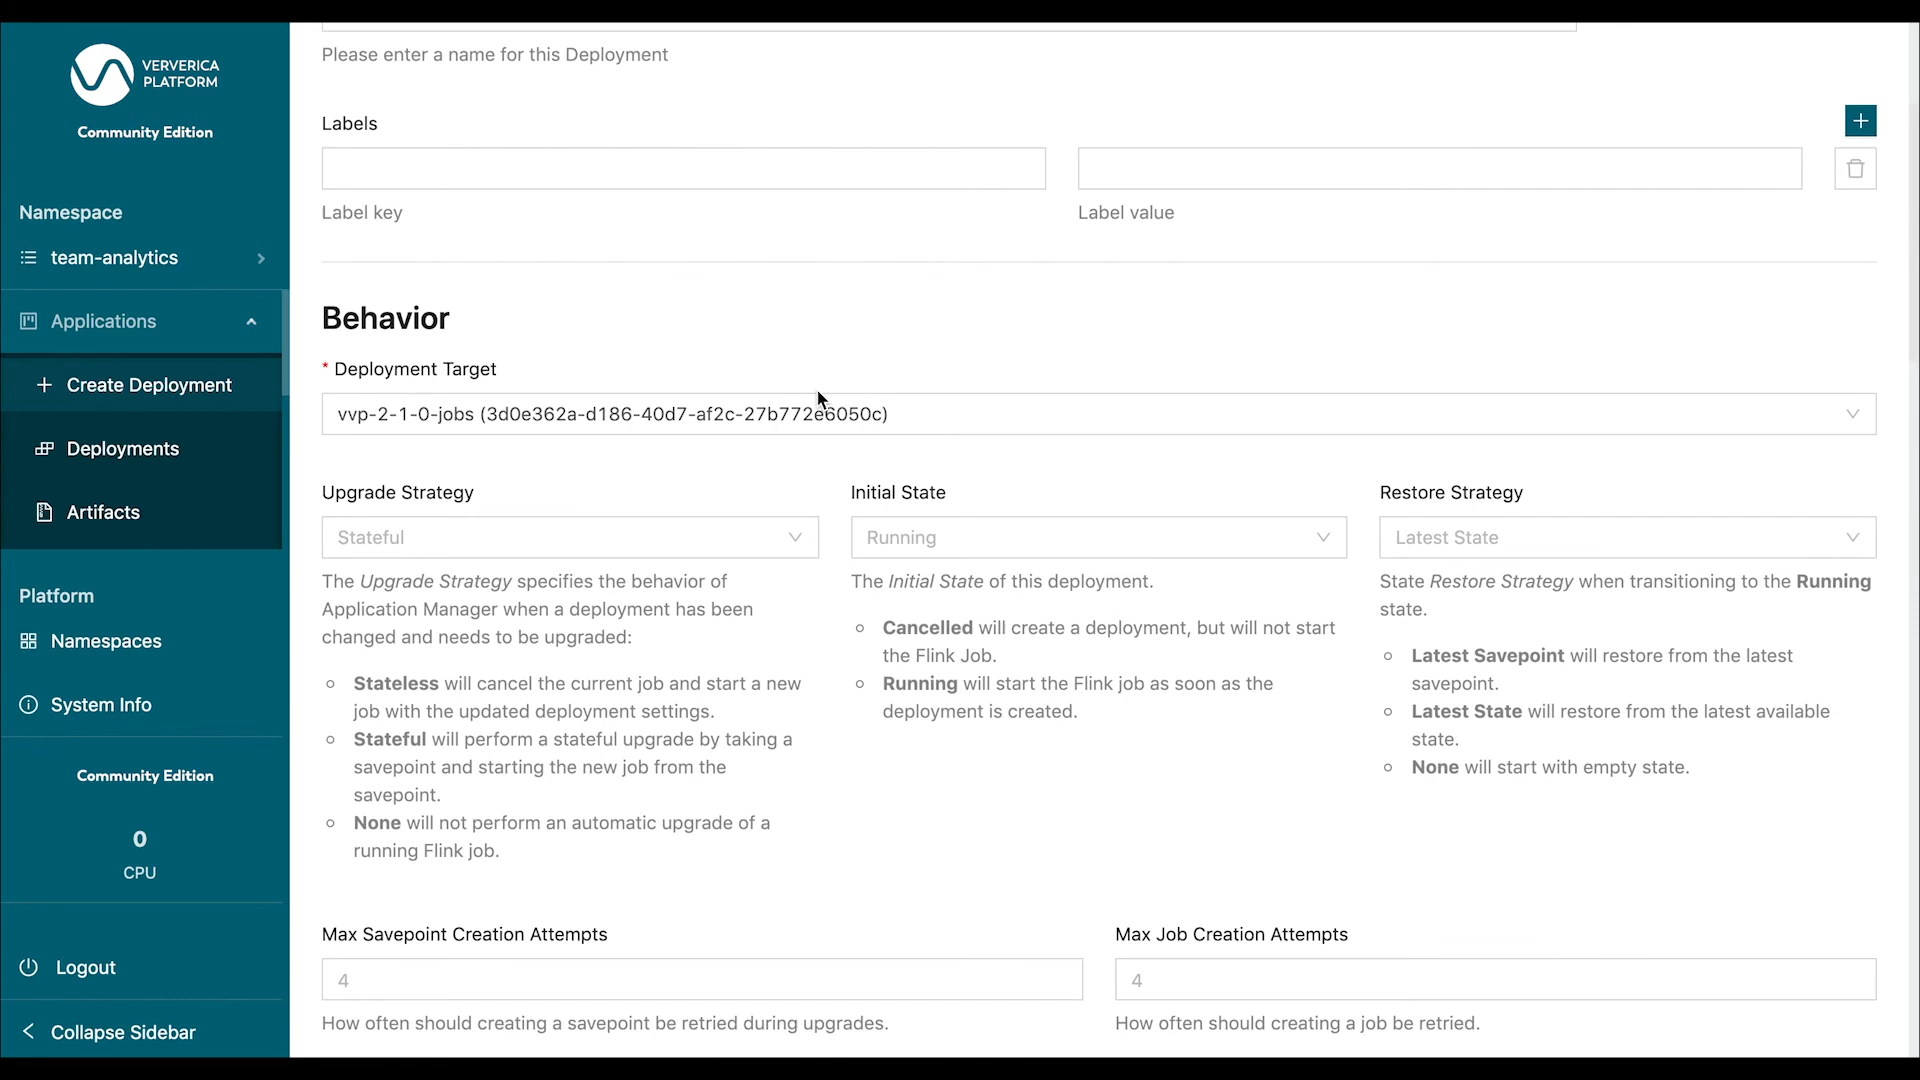 VERVERICA
PLATFORM
Community Edition
Namespace
team-analytics
Applications
Create Deployment
Deployments
Artifacts
Platform
Namespaces
System Info
Community Edition
0
CPU
Logout
Collapse Sidebar
Please enter a name for this Deployment
Labels
Label key
Label value
Behavior
* Deployment Target
vvp-2-1-0-jobs (3d0e362a-d186-40d7-af2c-27b772e6050c)
Upgrade Strategy
Stateful
The Upgrade Strategy specifies the behavior of
Application Manager when a deployment has been
changed and needs to be upgraded:
Stateless will cancel the current job and start a new
job with the updated deployment settings.
Stateful will perform a stateful upgrade by taking a
savepoint and starting the new job from the
savepoint.
None will not perform an automatic upgrade of a
running Flink job.
Initial State
Running
The Initial State of this deployment.
Cancelled will create a deployment, but will not start
the Flink Job.
Running will start the Flink job as soon as the
deployment is created.
Restore Strategy
Latest State
State Restore Strategy when transitioning to the Running
state.
Latest Savepoint will restore from the latest
savepoint.
Latest State will restore from the latest available
state.
None will start with empty state.
Max Savepoint Creation Attempts
4
How often should creating a savepoint be retried during upgrades.
Max Job Creation Attempts
4
How often should creating a job be retried.